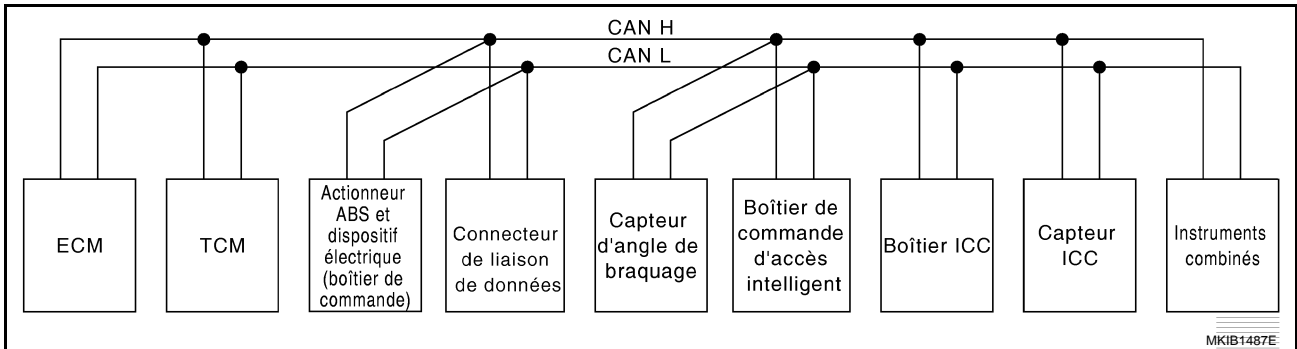 CAN H
CAN L
ECM
TCM
Actionneur
ABS et
dispositif
électrique
(boîtier de
commande)
Connecteur
de liaison
de données
Capteur
d'angle de
braquage
Boîtier de
commande
d'accès
intelligent
Boîtier ICC
Capteur
ICC
Instruments
combinés
MKIB1487E